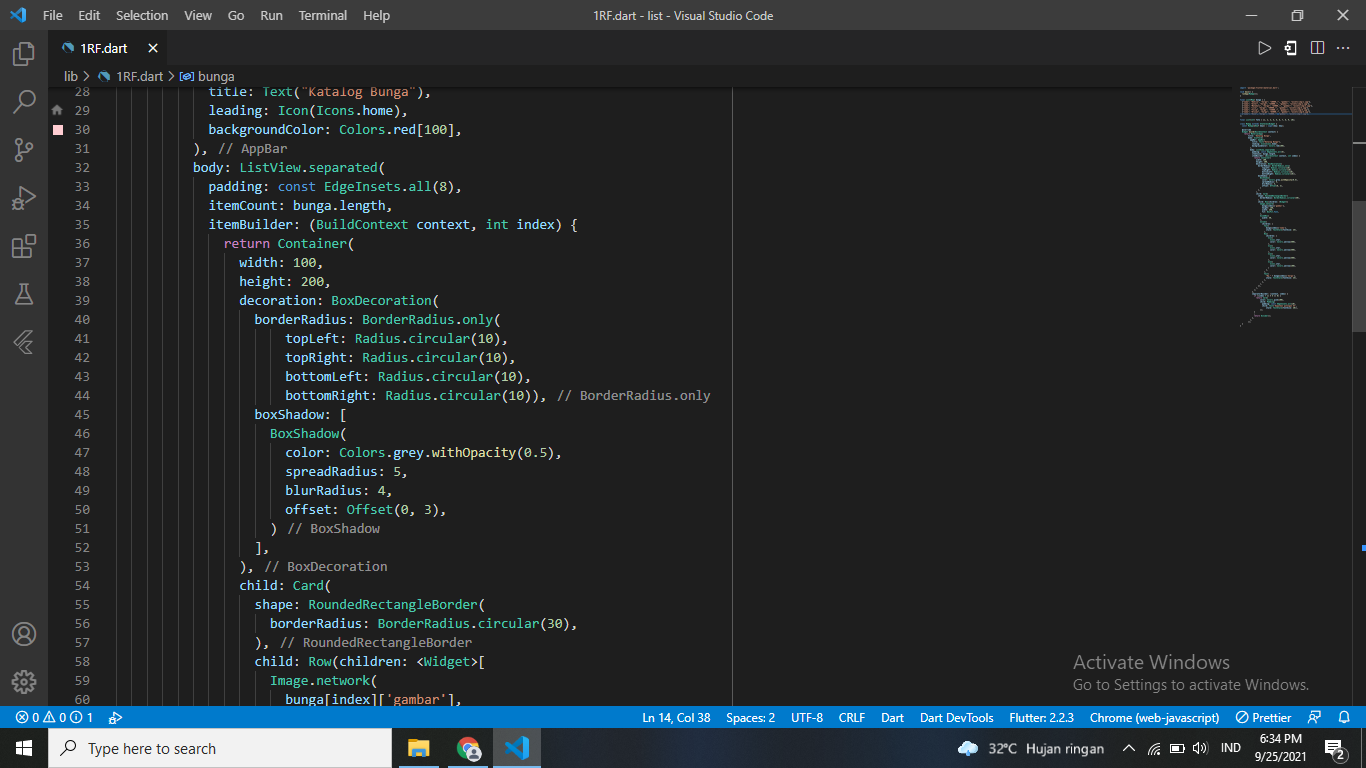 File Edit Selection View Go Run Terminal Help 1RF.dart - list - Visual Studio Code
1RF.dart
lib > 1RF.dart > bunga
28 title: Text("Katalog Bunga"),
29 leading: Icon(Icons.home),
30 backgroundColor: Colors.red[100],
31 ), // AppBar
32 body: ListView.separated(
33 padding: const EdgeInsets.all(8),
34 itemCount: bunga.length,
35 itemBuilder: (BuildContext context, int index) {
36 return Container(
37 width: 100,
38 height: 200,
39 decoration: BoxDecoration(
40 borderRadius: BorderRadius.only(
41 topLeft: Radius.circular(10),
42 topRight: Radius.circular(10),
43 bottomLeft: Radius.circular(10),
44 bottomRight: Radius.circular(10)), // BorderRadius.only
45 boxShadow: [
46 BoxShadow(
47 color: Colors.grey.withOpacity(0.5),
48 spreadRadius: 5,
49 blurRadius: 4,
50 offset: Offset(0, 3),
51 ) // BoxShadow
52 ],
53 ), // BoxDecoration
54 child: Card(
55 shape: RoundedRectangleBorder(
56 borderRadius: BorderRadius.circular(30),
57 ), // RoundedRectangleBorder
58 child: Row(children: <Widget>[
59 Image.network(
60 bunga[index]['gambar'],
Activate Windows
Go to Settings to activate Windows.
0 0 1 Ln 14, Col 38 Spaces: 2 UTF-8 CRLF Dart Dart DevTools Flutter: 2.2.3 Chrome (web-javascript) Prettier
Type here to search 32°C Hujan ringan IND 6:34 PM
9/25/2021 2